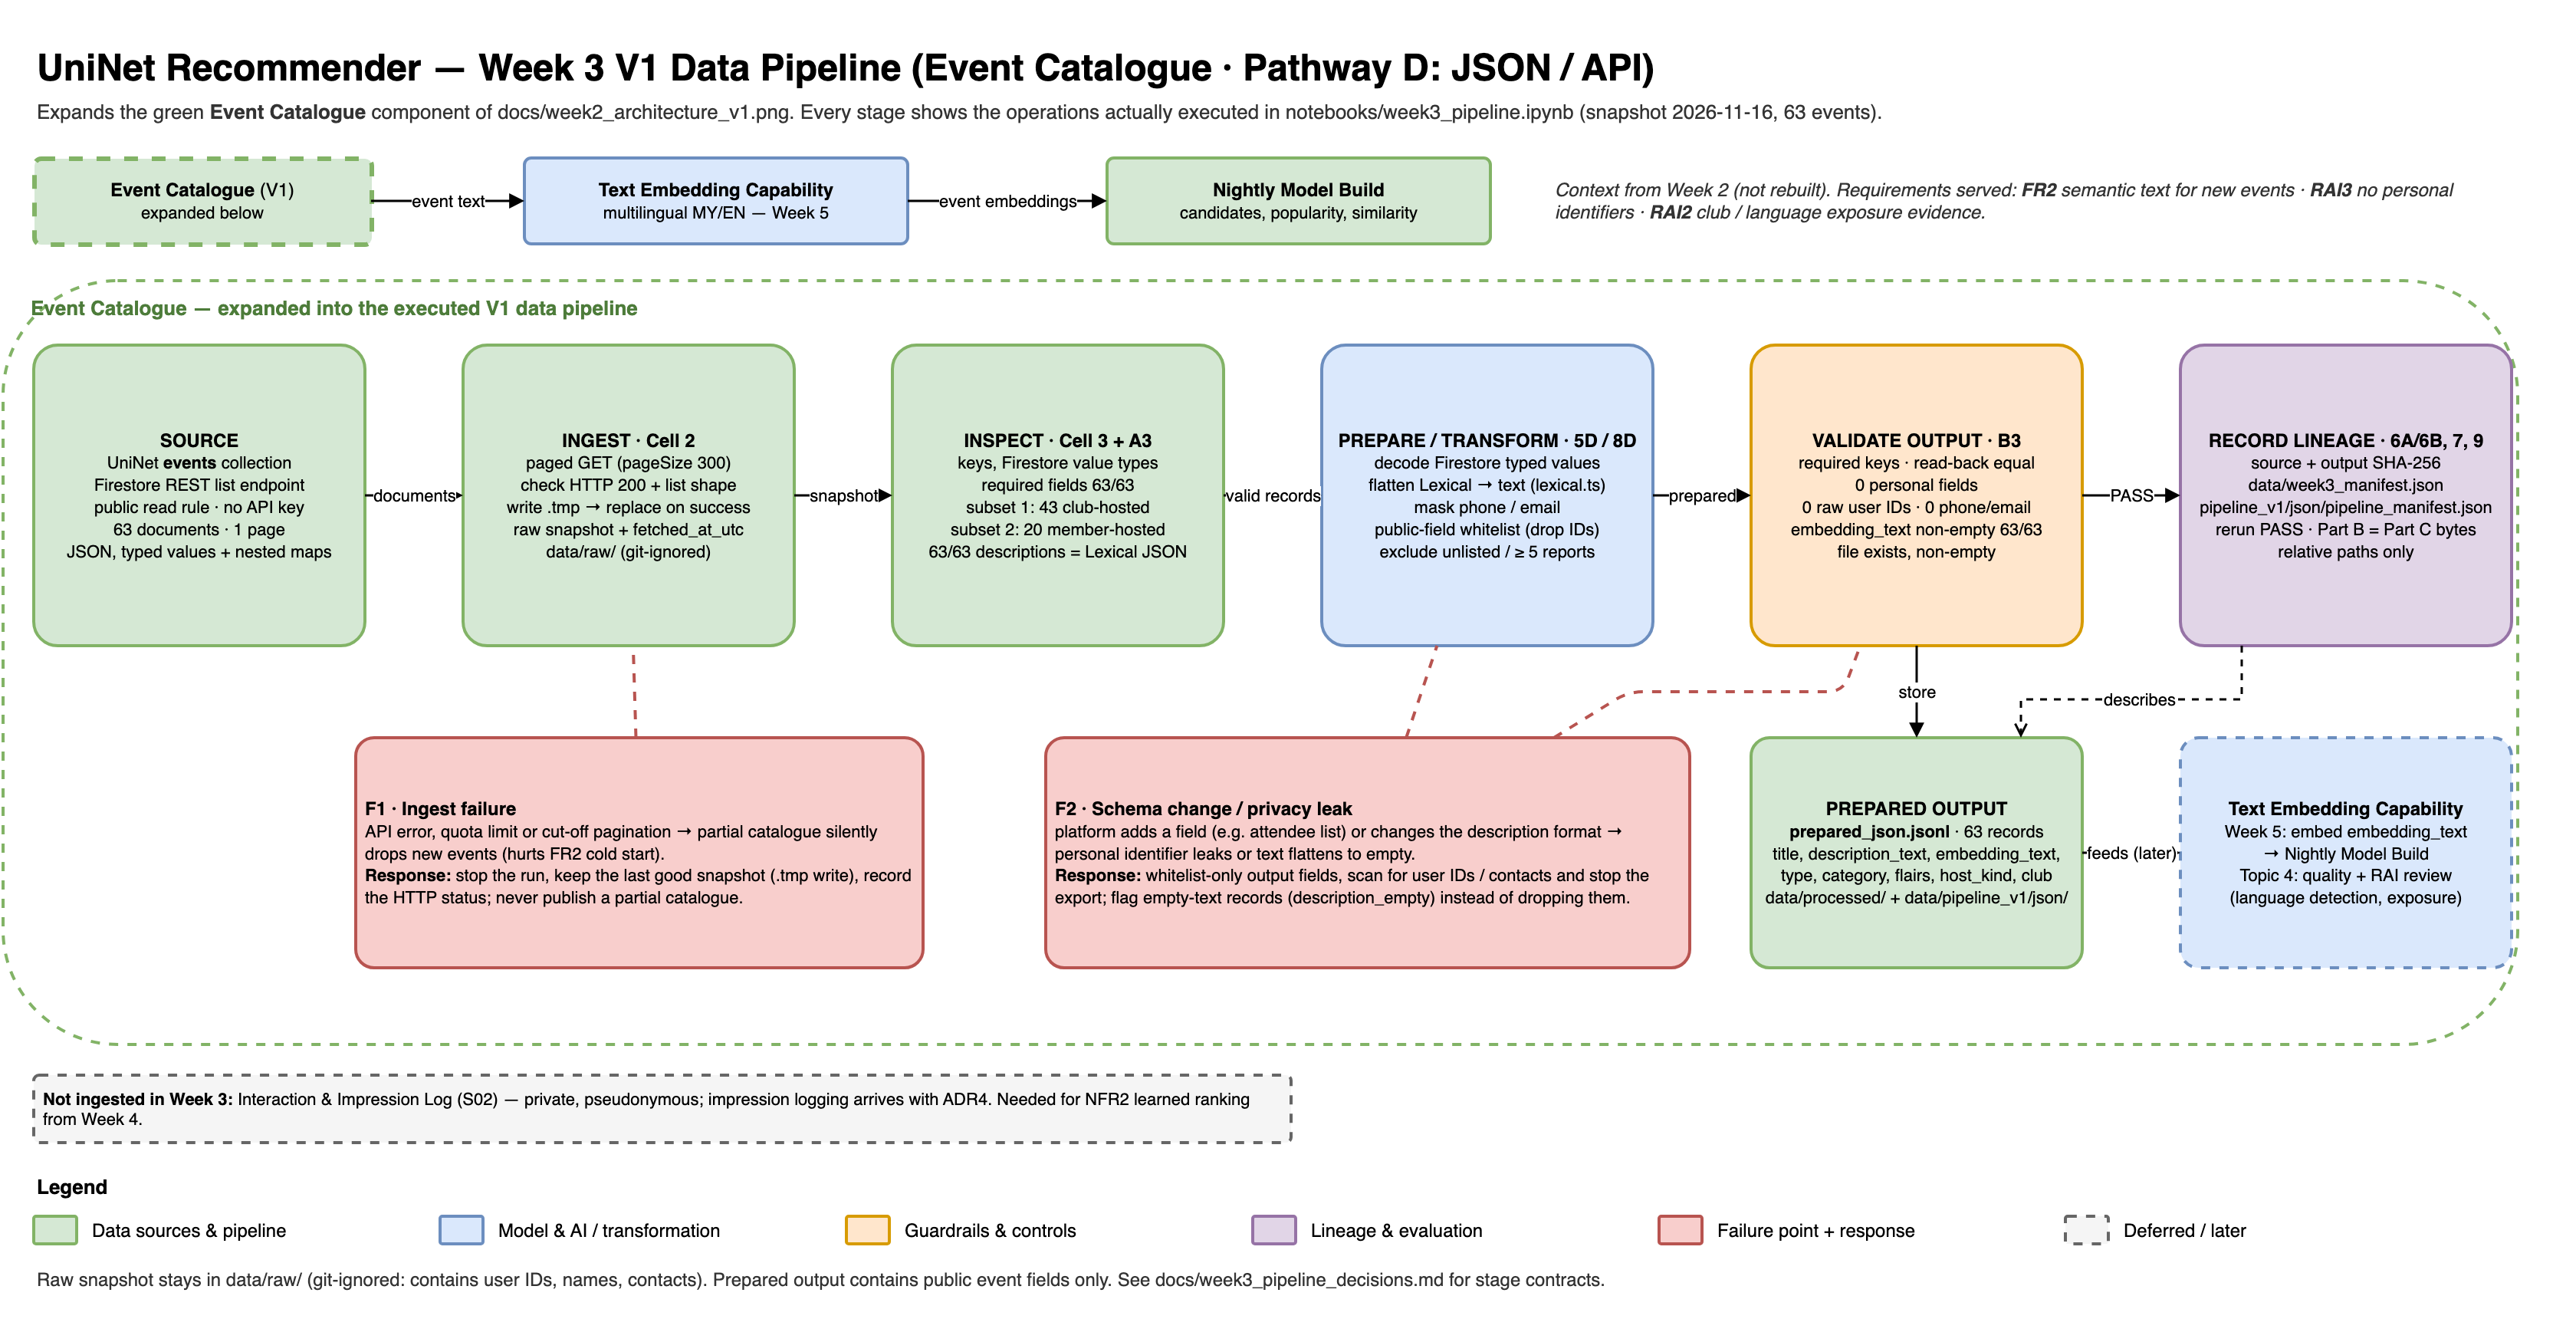 UniNet Recommender — Week 3 V1 Data Pipeline (Event Catalogue · Pathway D: JSON / API)
Expands the green Event Catalogue component of docs/week2_architecture_v1.png. Every stage shows the operations actually executed in notebooks/week3_pipeline.ipynb (snapshot 2026-11-16, 63 events).
Event Catalogue (V1)
expanded below
event text
Text Embedding Capability
multilingual MY/EN — Week 5
event embeddings
Nightly Model Build
candidates, popularity, similarity
Context from Week 2 (not rebuilt). Requirements served: FR2 semantic text for new events · RAI3 no personal
identifiers · RAI2 club / language exposure evidence.
Event Catalogue — expanded into the executed V1 data pipeline
SOURCE
UniNet events collection
Firestore REST list endpoint
public read rule · no API key
63 documents · 1 page
JSON, typed values + nested maps
documents
INGEST · Cell 2
paged GET (pageSize 300)
check HTTP 200 + list shape
write .tmp → replace on success
raw snapshot + fetched_at_utc
data/raw/ (git-ignored)
snapshot
INSPECT · Cell 3 + A3
keys, Firestore value types
required fields 63/63
subset 1: 43 club-hosted
subset 2: 20 member-hosted
63/63 descriptions = Lexical JSON
valid records
PREPARE / TRANSFORM · 5D / 8D
decode Firestore typed values
flatten Lexical → text (lexical.ts)
mask phone / email
public-field whitelist (drop IDs)
exclude unlisted / ≥ 5 reports
prepared
VALIDATE OUTPUT · B3
required keys · read-back equal
0 personal fields
0 raw user IDs · 0 phone/email
embedding_text non-empty 63/63
file exists, non-empty
PASS
RECORD LINEAGE · 6A/6B, 7, 9
source + output SHA-256
data/week3_manifest.json
pipeline_v1/json/pipeline_manifest.json
rerun PASS · Part B = Part C bytes
relative paths only
store
describes
F1 · Ingest failure
API error, quota limit or cut-off pagination → partial catalogue silently
drops new events (hurts FR2 cold start).
Response: stop the run, keep the last good snapshot (.tmp write), record
the HTTP status; never publish a partial catalogue.
F2 · Schema change / privacy leak
platform adds a field (e.g. attendee list) or changes the description format →
personal identifier leaks or text flattens to empty.
Response: whitelist-only output fields, scan for user IDs / contacts and stop the
export; flag empty-text records (description_empty) instead of dropping them.
PREPARED OUTPUT
prepared_json.jsonl · 63 records
title, description_text, embedding_text,
type, category, flairs, host_kind, club
data/processed/ + data/pipeline_v1/json/
feeds (later)
Text Embedding Capability
Week 5: embed embedding_text
→ Nightly Model Build
Topic 4: quality + RAI review
(language detection, exposure)
Not ingested in Week 3: Interaction & Impression Log (S02) — private, pseudonymous; impression logging arrives with ADR4. Needed for NFR2 learned ranking
from Week 4.
Legend
Data sources & pipeline
Model & AI / transformation
Guardrails & controls
Lineage & evaluation
Failure point + response
Deferred / later
Raw snapshot stays in data/raw/ (git-ignored: contains user IDs, names, contacts). Prepared output contains public event fields only. See docs/week3_pipeline_decisions.md for stage contracts.